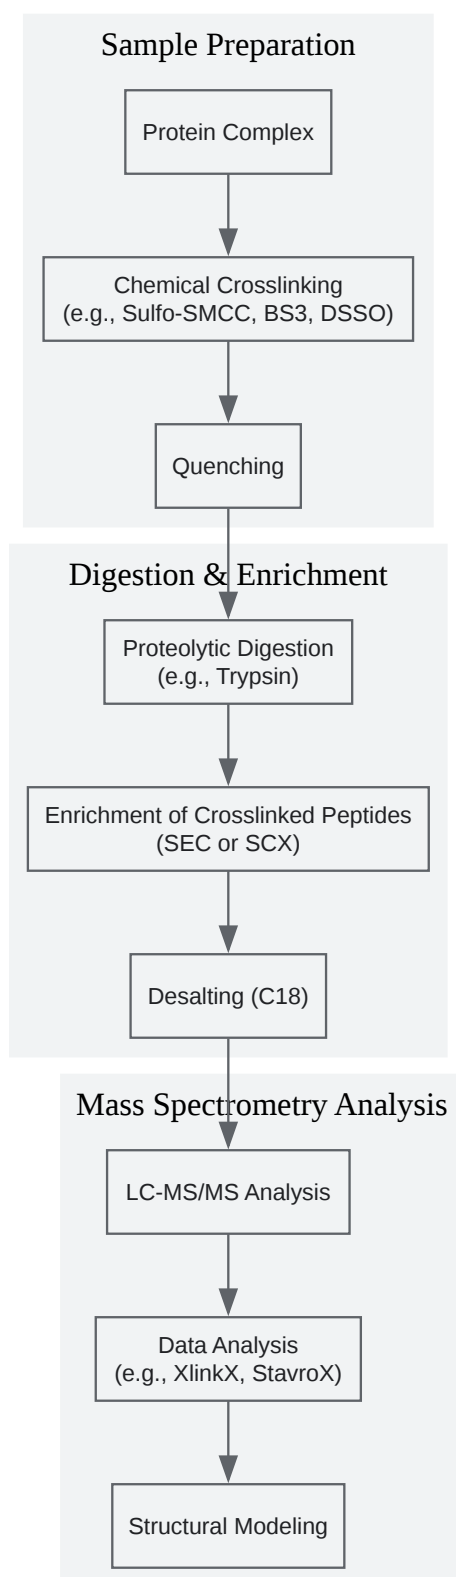 Sample Preparation
Protein Complex
Chemical Crosslinking
(e.g., Sulfo-SMCC, BS3, DSSO)
Quenching
Digestion & Enrichment
Proteolytic Digestion
(e.g., Trypsin)
Enrichment of Crosslinked Peptides
(SEC or SCX)
Desalting (C18)
Mass Spectrometry Analysis
LC-MS/MS Analysis
Data Analysis
(e.g., XlinkX, StavroX)
Structural Modeling